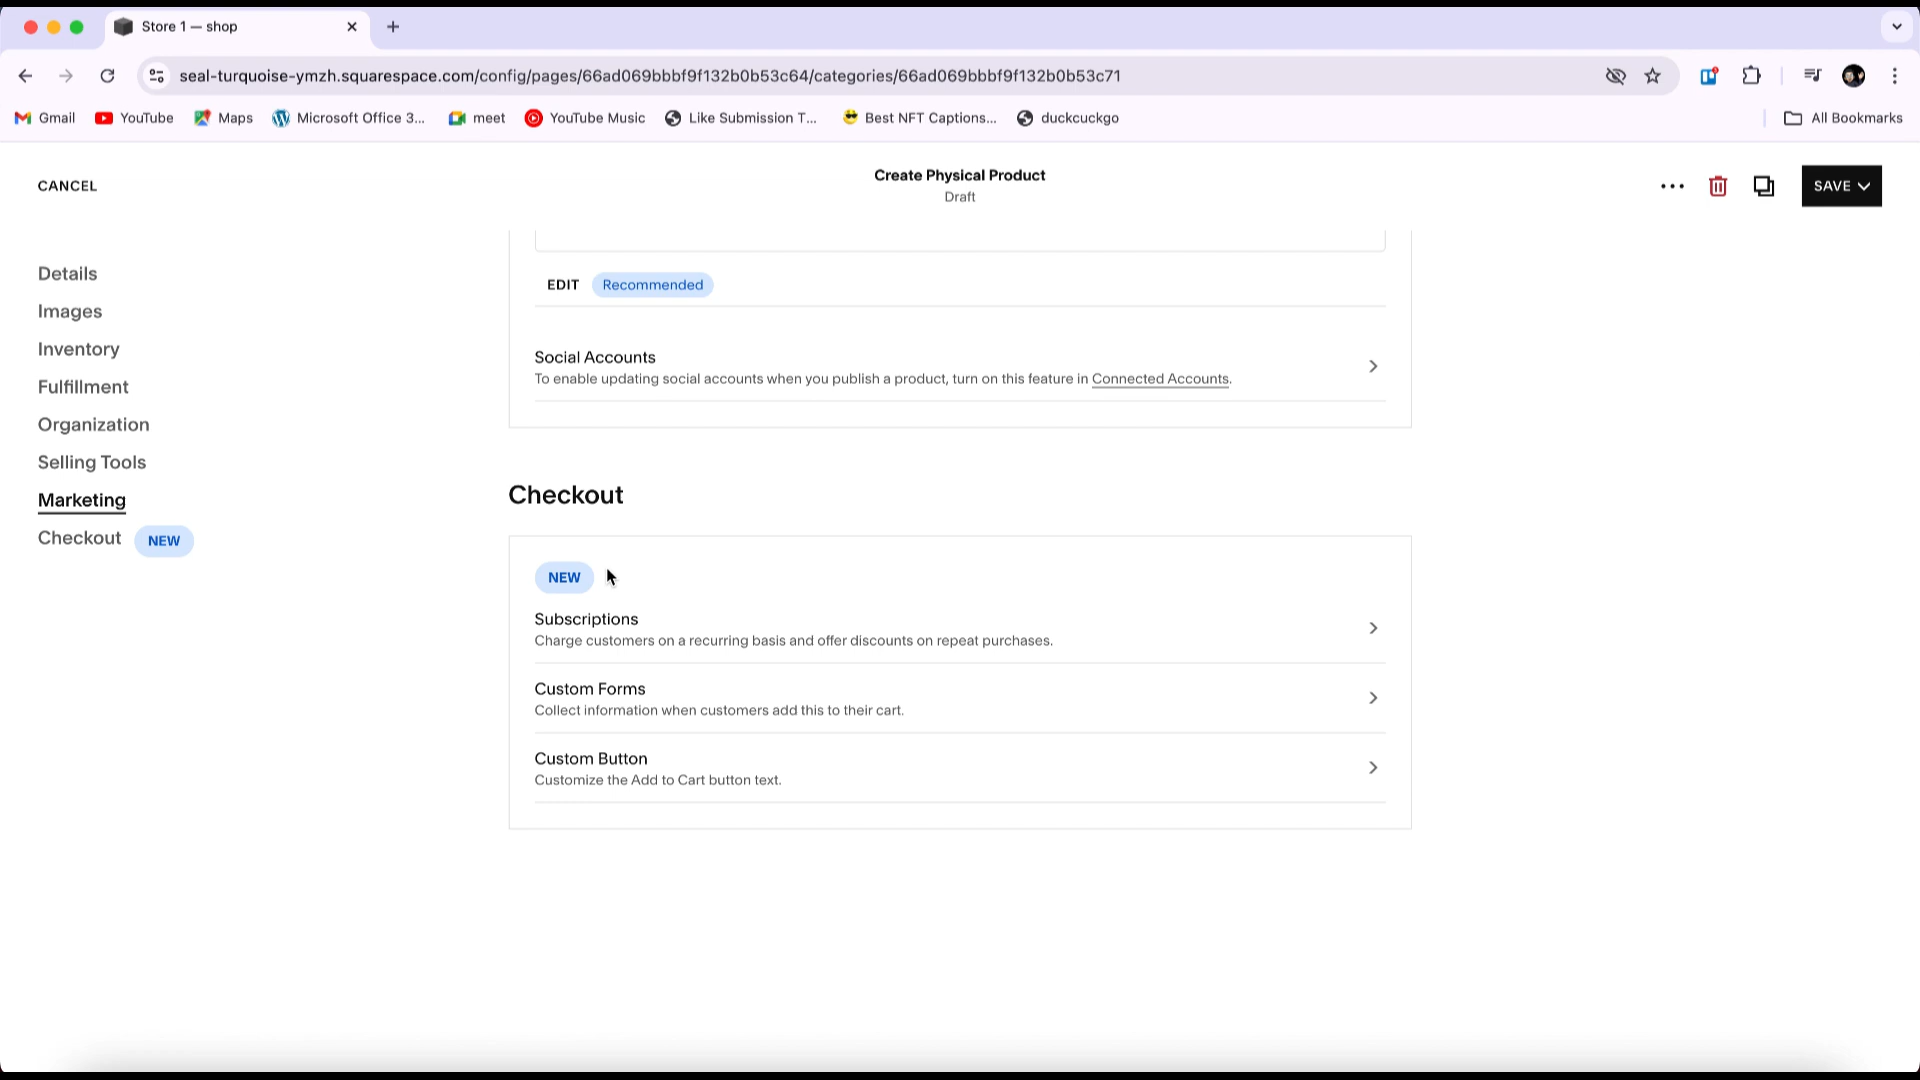 Store 1 — shop
seal-turquoise-ymzh.squarespace.com/config/pages/66ad069bbbf9f132b0b53c64/categories/66ad069bbbf9f132b0b53c71
Gmail YouTube Maps Microsoft Office 3... meet YouTube Music Like Submission T... Best NFT Captions... duckcuckgo All Bookmarks
CANCEL
Create Physical Product
Draft
SAVE
Details
Images
Inventory
Fulfillment
Organization
Selling Tools
Marketing
Checkout NEW
EDIT Recommended
Social Accounts
To enable updating social accounts when you publish a product, turn on this feature in Connected Accounts.
Checkout
NEW
Subscriptions
Charge customers on a recurring basis and offer discounts on repeat purchases.
Custom Forms
Collect information when customers add this to their cart.
Custom Button
Customize the Add to Cart button text.